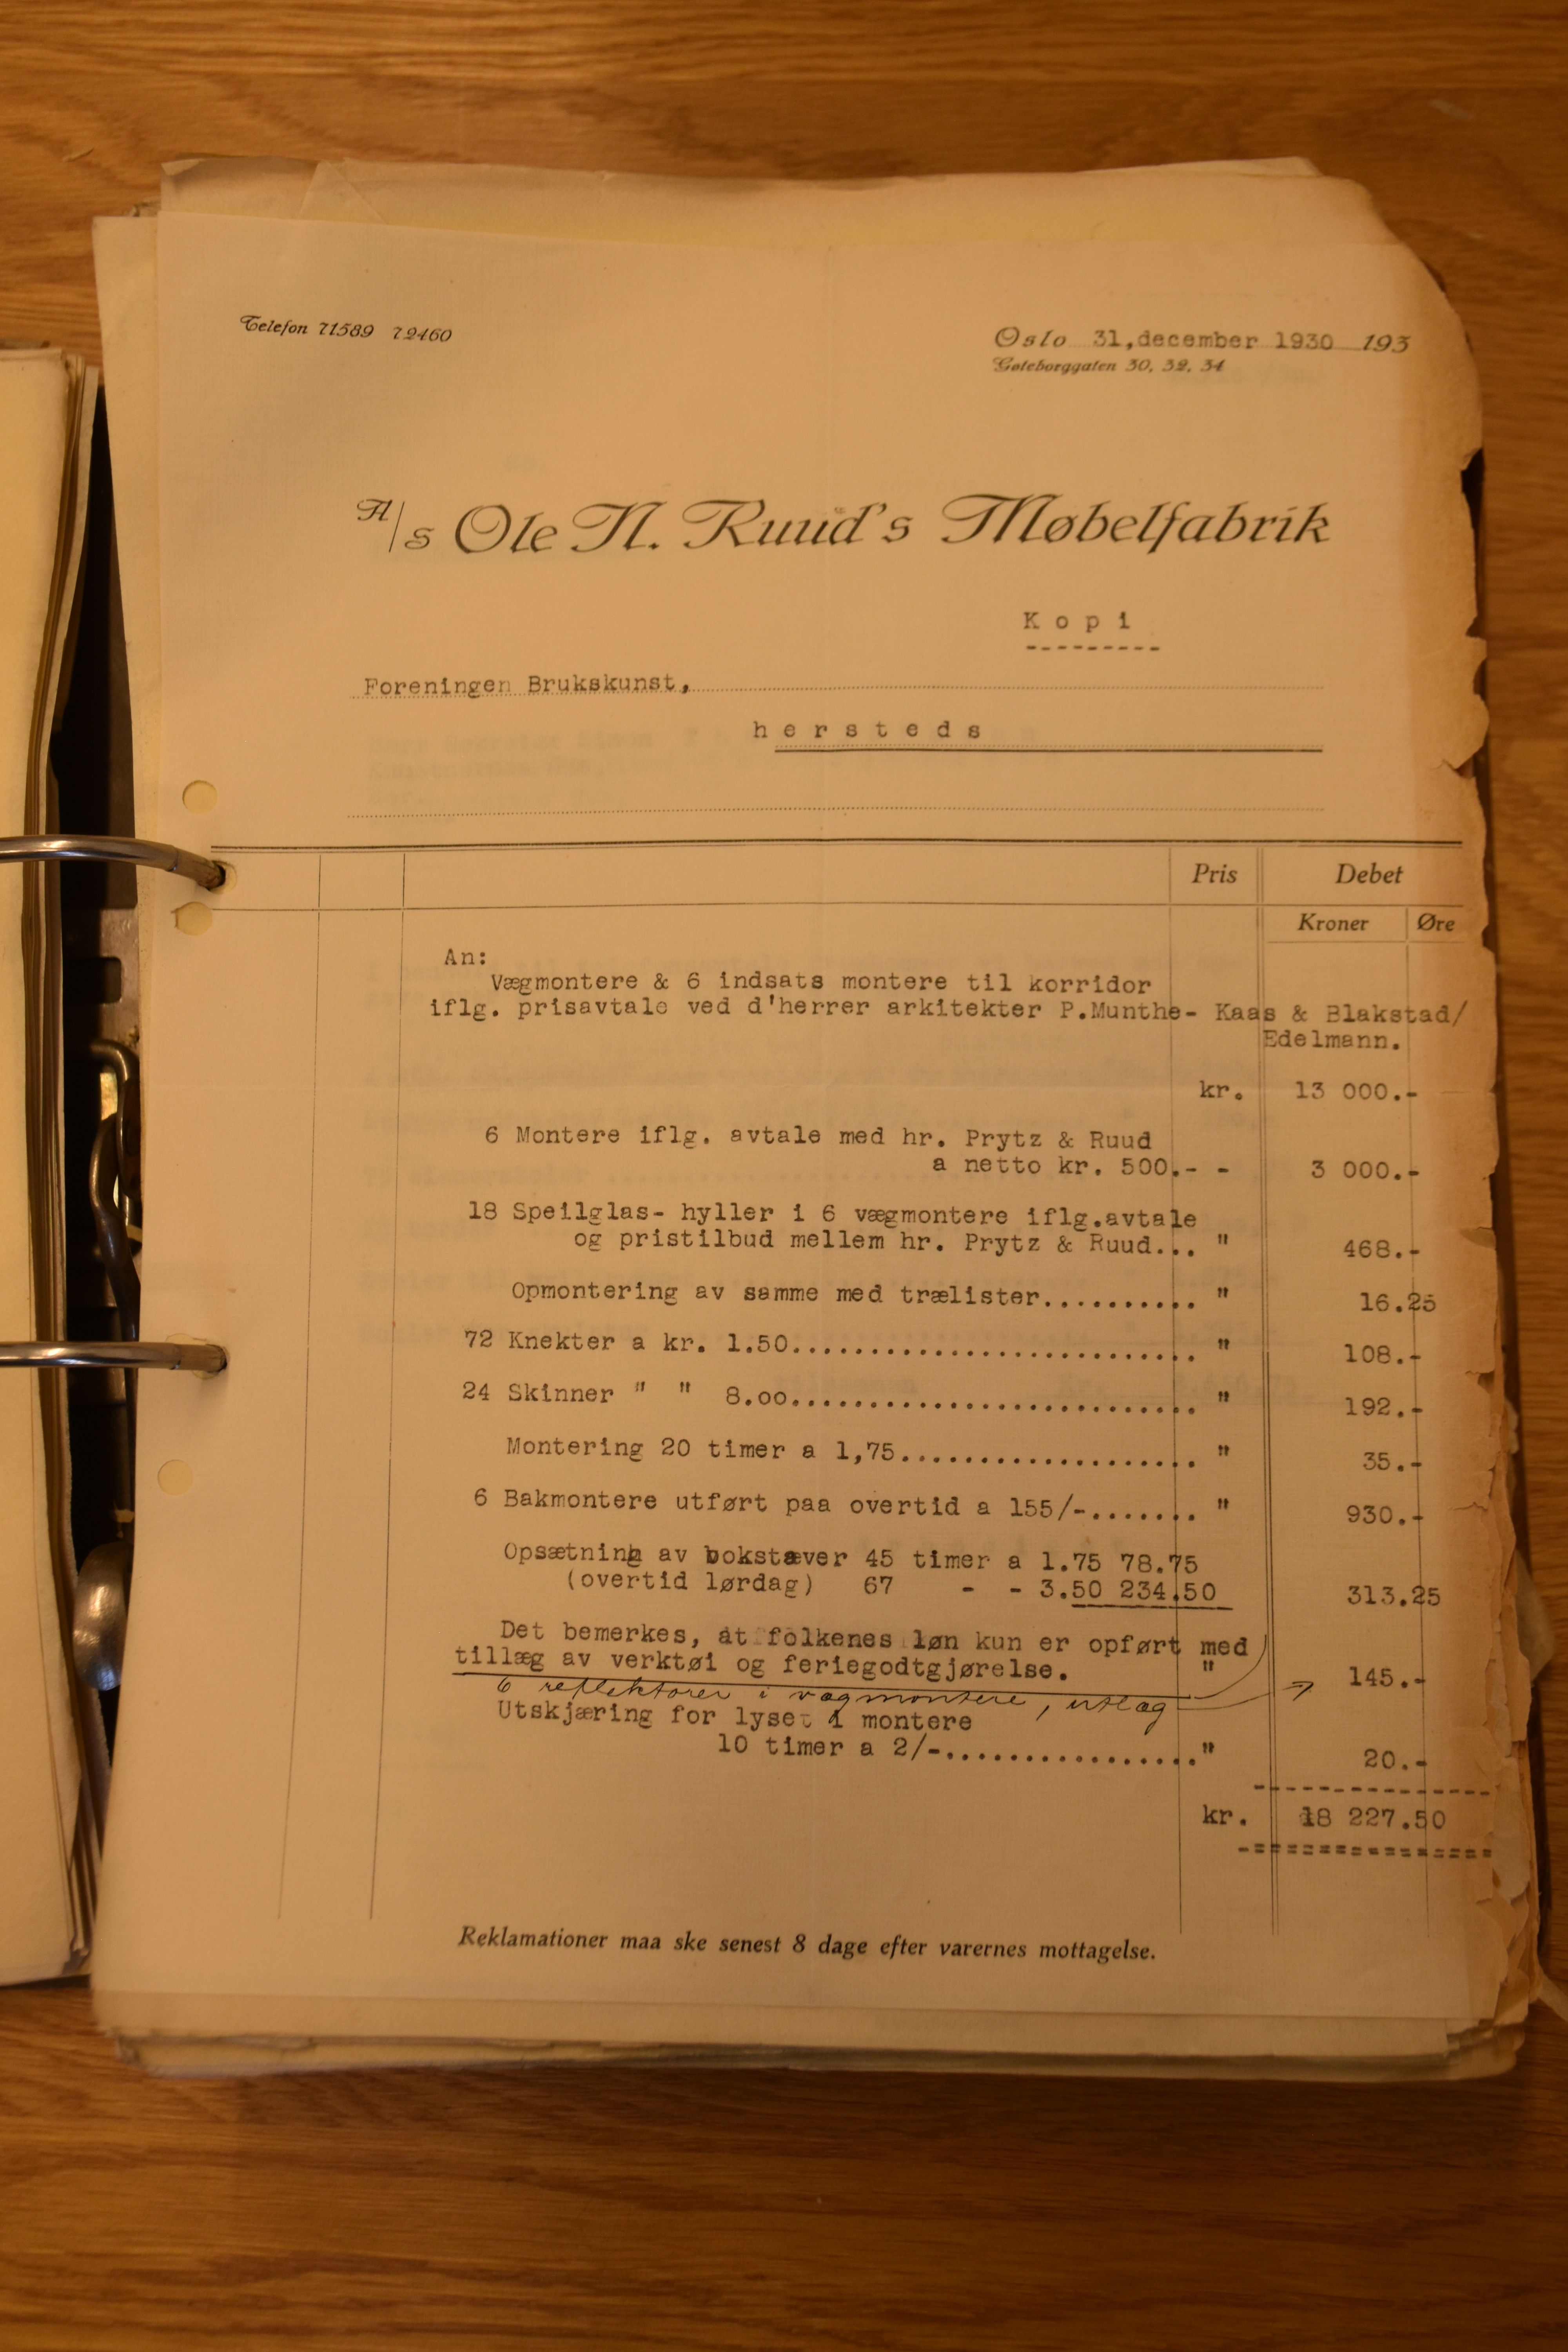 Telefon 71589 72460
Oslo 31,december 1930 193
Gøteborggaten 30, 32, 34
A/s Ole N. Ruud's Møbelfabrik
K o p i
---------
Foreningen Brukskunst,
h e r s t e d s
Pris Debet
Kroner Øre
An:
Vægmontere & 6 indsats montere til korridor
iflg. prisavtale ved d'herrer arkitekter P.Munthe- Kaas & Blakstad/
Edelmann.
kr. 13 000.-
6 Montere iflg. avtale med hr. Prytz & Ruud
a netto kr. 500.- - 3 000.-
18 Speilglas- hyller i 6 vægmontere iflg.avtale
og pristilbud mellem hr. Prytz & Ruud... " 468.-
Opmontering av samme med trælister.......... " 16.25
72 Knekter a kr. 1.50.......................... " 108.-
24 Skinner " " 8.oo.......................... " 192.-
Montering 20 timer a 1,75................... " 35.-
6 Bakmontere utført paa overtid a 155/-....... " 930.-
Opsætning av bokstæver 45 timer a 1.75 78.75
(overtid lørdag) 67 - - 3.50 234.50 313.25
Det bemerkes, at folkenes løn kun er opført med
tillæg av verktøi og feriegodtgjørelse. " 145.-
6 reflektorer i vægmontere, utlæg
Utskjæring for lyset i montere
10 timer a 2/-................." 20.-
---------------
kr. 18 227.50
-===============
Reklamationer maa ske senest 8 dage efter varernes mottagelse.